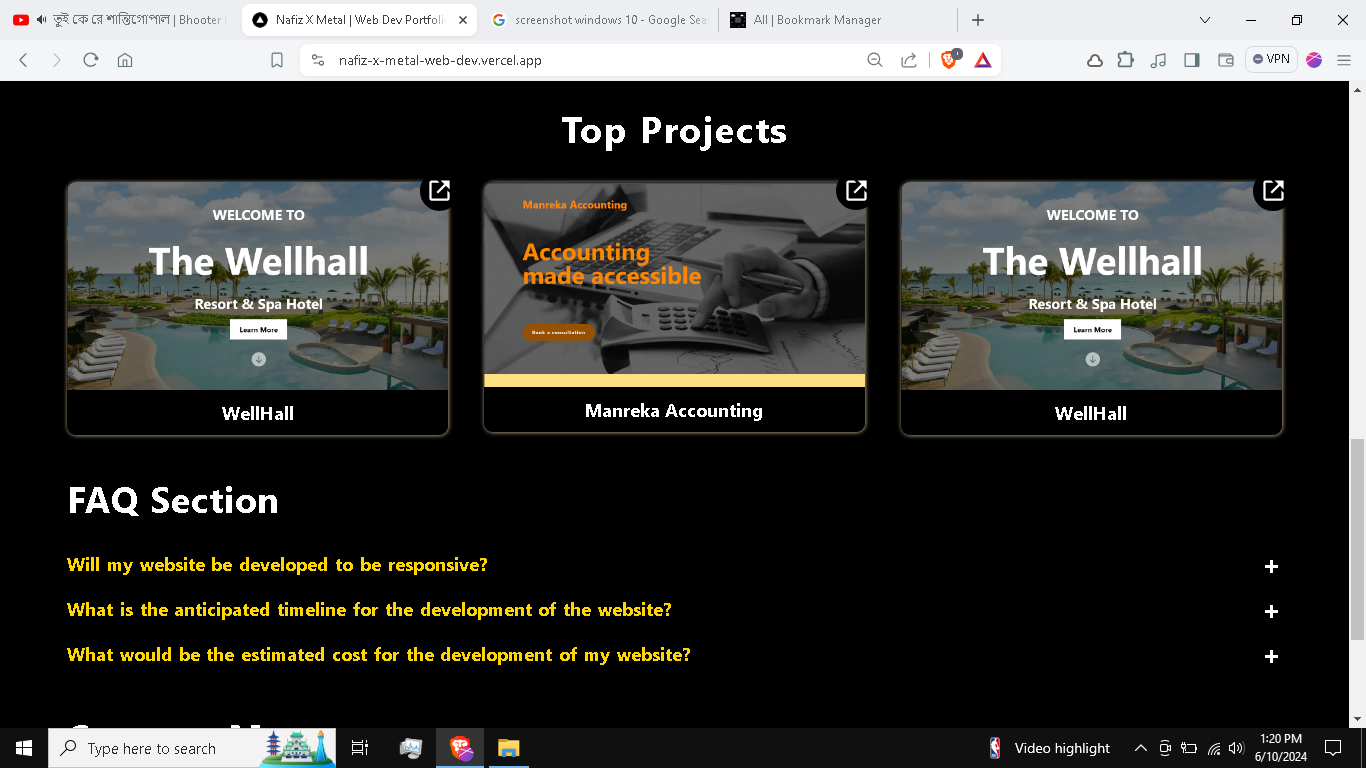 তুই কে রে শান্তিগোপাল | Bhooter
Nafiz X Metal | Web Dev Portfoli
screenshot windows 10 - Google Sea
All | Bookmark Manager
nafiz-x-metal-web-dev.vercel.app
VPN
Top Projects
WELCOME TO
The Wellhall
Resort & Spa Hotel
Learn More
WellHall
Manreka Accounting
Accounting
made accessible
Book a consultation
Manreka Accounting
WELCOME TO
The Wellhall
Resort & Spa Hotel
Learn More
WellHall
FAQ Section
Will my website be developed to be responsive?
+
What is the anticipated timeline for the development of the website?
+
What would be the estimated cost for the development of my website?
+
Type here to search
Video highlight
1:20 PM
6/10/2024